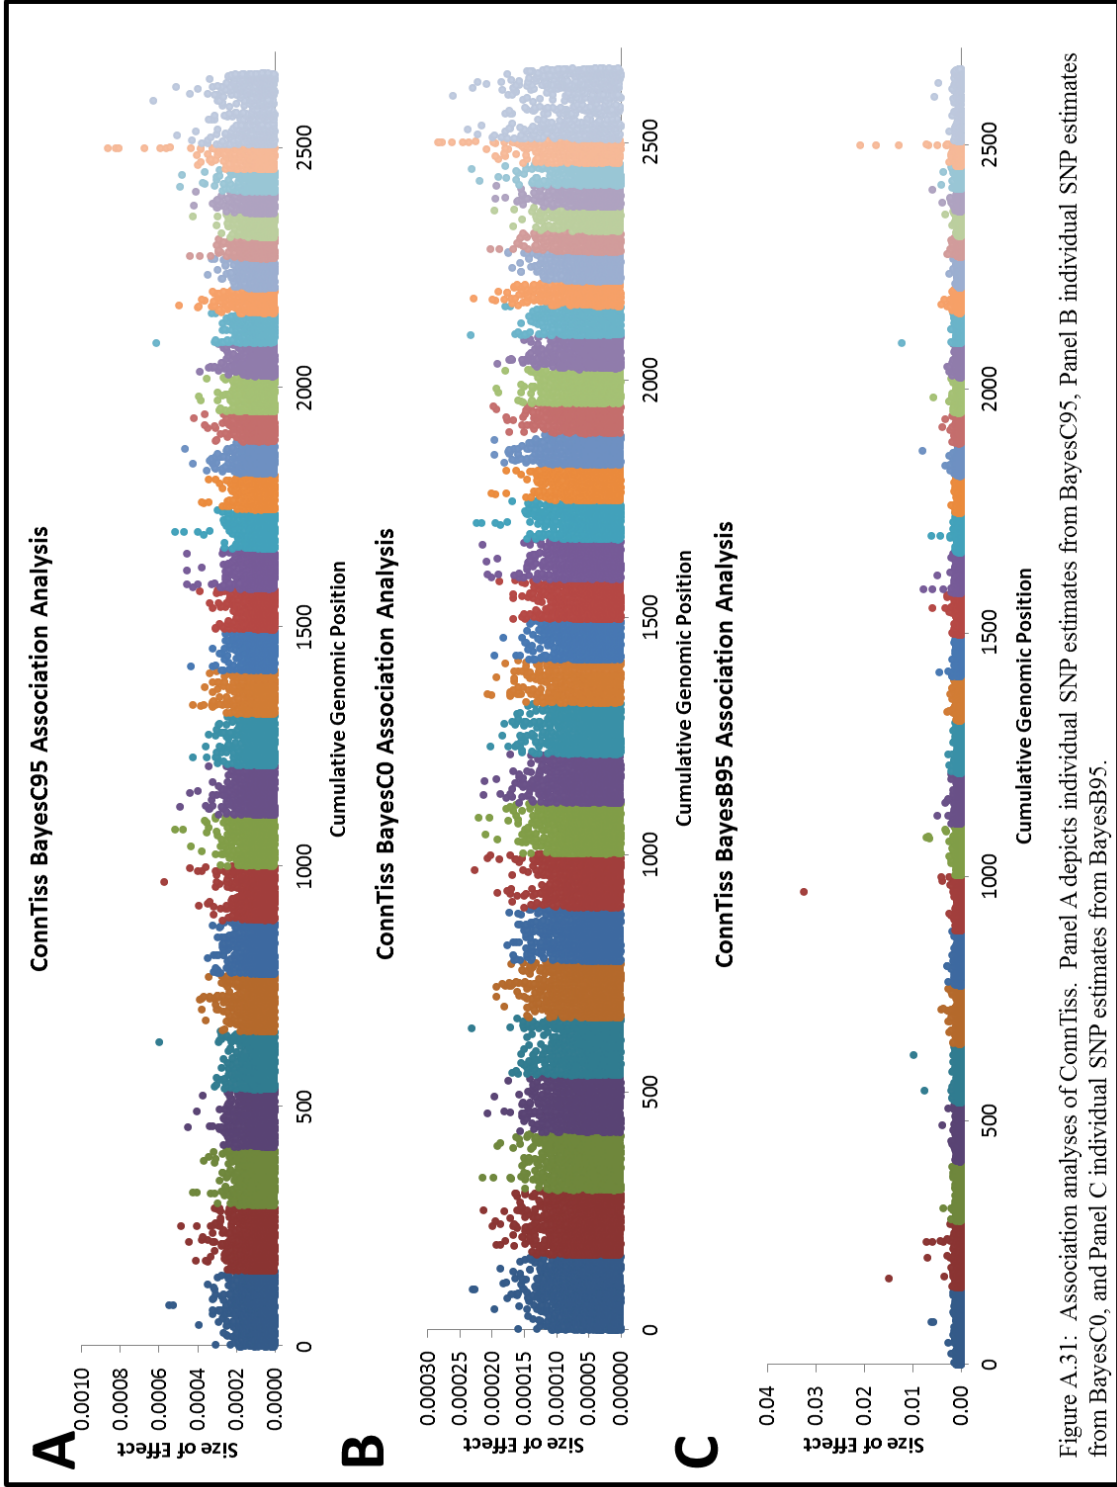 A
ConnTiss BayesC95 Association Analysis
Size of Effect
0.0010
0.0008
0.0006
0.0004
0.0002
0.0000
0 500 1000 1500 2000 2500
Cumulative Genomic Position
B
ConnTiss BayesC0 Association Analysis
Size of Effect
0.00030
0.00025
0.00020
0.00015
0.00010
0.00005
0.00000
0 500 1000 1500 2000 2500
Cumulative Genomic Position
C
ConnTiss BayesB95 Association Analysis
Size of Effect
0.04
0.03
0.02
0.01
0.00
0 500 1000 1500 2000 2500
Cumulative Genomic Position
Figure A.31: Association analyses of ConnTiss. Panel A depicts individual SNP estimates from BayesC95, Panel B individual SNP estimates
from BayesC0, and Panel C individual SNP estimates from BayesB95.